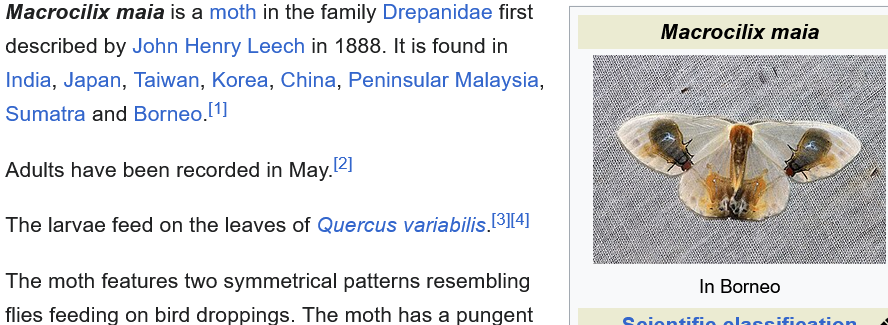 Macrocilix maia is a moth in the family Drepanidae first
described by John Henry Leech in 1888. It is found in
India, Japan, Taiwan, Korea, China, Peninsular Malaysia,
Sumatra and Borneo.[1]
Adults have been recorded in May.[2]
The larvae feed on the leaves of Quercus variabilis.[3][4]
The moth features two symmetrical patterns resembling
flies feeding on bird droppings. The moth has a pungent
Macrocilix maia
In Borneo
Scientific classification